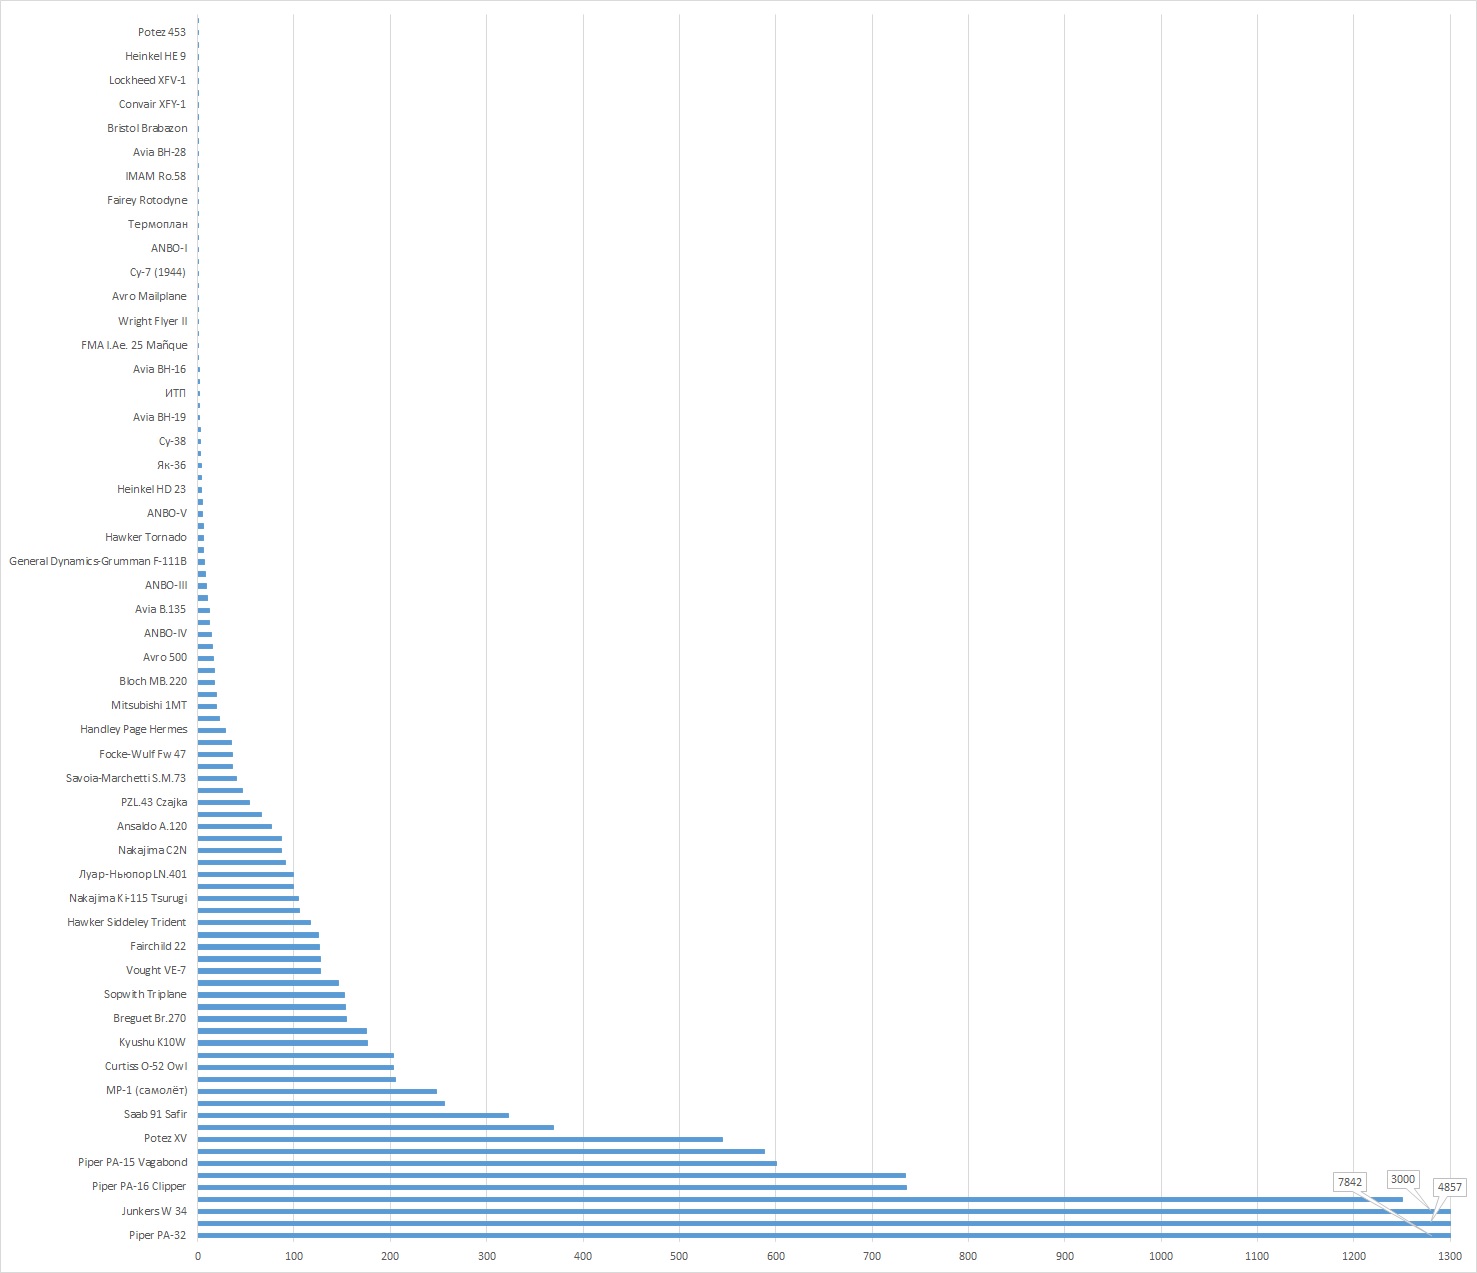 Potez 453
Heinkel HE 9
Lockheed XFV-1
Convair XFY-1
Bristol Brabazon
Avia BH-28
IMAM Ro.58
Fairey Rotodyne
Термоплан
ANBO-I
Су-7 (1944)
Avro Mailplane
Wright Flyer II
FMA I.Ae. 25 Mañque
Avia BH-16
ИТП
Avia BH-19
Су-38
Як-36
Heinkel HD 23
ANBO-V
Hawker Tornado
General Dynamics-Grumman F-111B
ANBO-III
Avia B.135
ANBO-IV
Avro 500
Bloch MB.220
Mitsubishi 1MT
Handley Page Hermes
Focke-Wulf Fw 47
Savoia-Marchetti S.M.73
PZL.43 Czajka
Ansaldo A.120
Nakajima C2N
Луар-Ньюпор LN.401
Nakajima Ki-115 Tsurugi
Hawker Siddeley Trident
Fairchild 22
Vought VE-7
Sopwith Triplane
Breguet Br.270
Kyushu K10W
Curtiss O-52 Owl
МР-1 (самолёт)
Saab 91 Safir
Potez XV
Piper PA-15 Vagabond
Piper PA-16 Clipper
7842 3000 4857
Junkers W 34
Piper PA-32
0 100 200 300 400 500 600 700 800 900 1000 1100 1200 1300